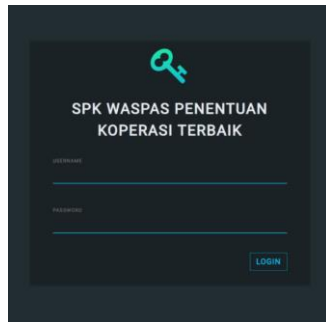 SPK WASPAS PENENTUAN
KOPERASI TERBAIK
USERNAME
PASSWORD
LOGIN